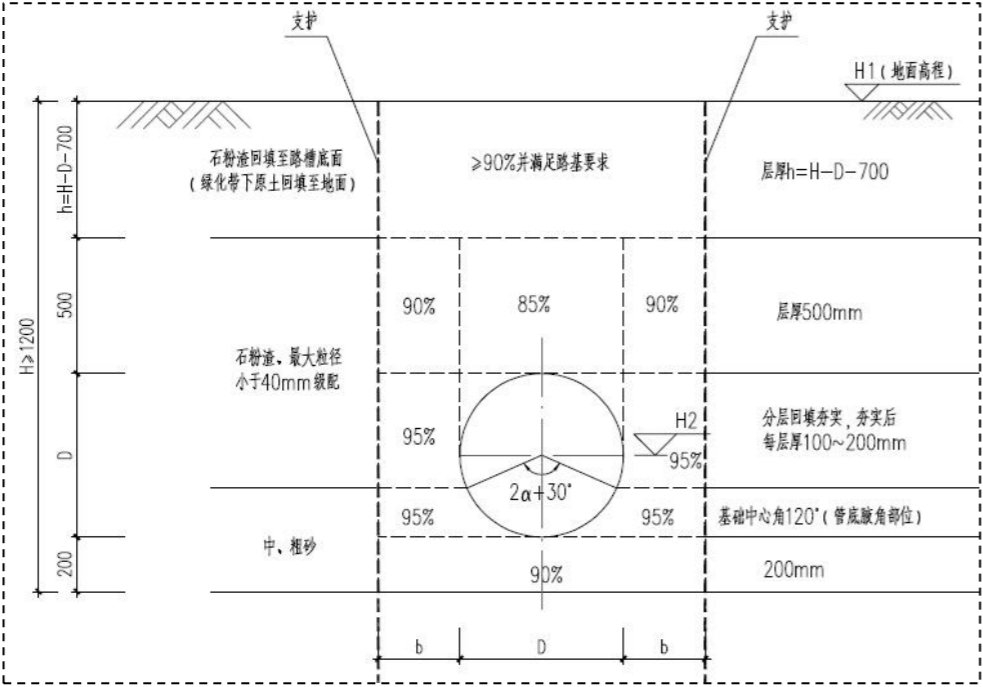 支护
支护
H1(地面高程)
石粉渣回填至路槽底面
(绿化带下原土回填至地面)
≥90%并满足路基要求
层厚h=H-D-700
h=H-D-700
90%
85%
90%
层厚500mm
500
H≥1200
石粉渣、最大粒径
小于40mm级配
95%
H2
95%
分层回填夯实,夯实后
每层厚100~200mm
D
2α+30°
95%
95%
基础中心角120°(管底腋角部位)
中、粗砂
200
90%
200mm
b
D
b